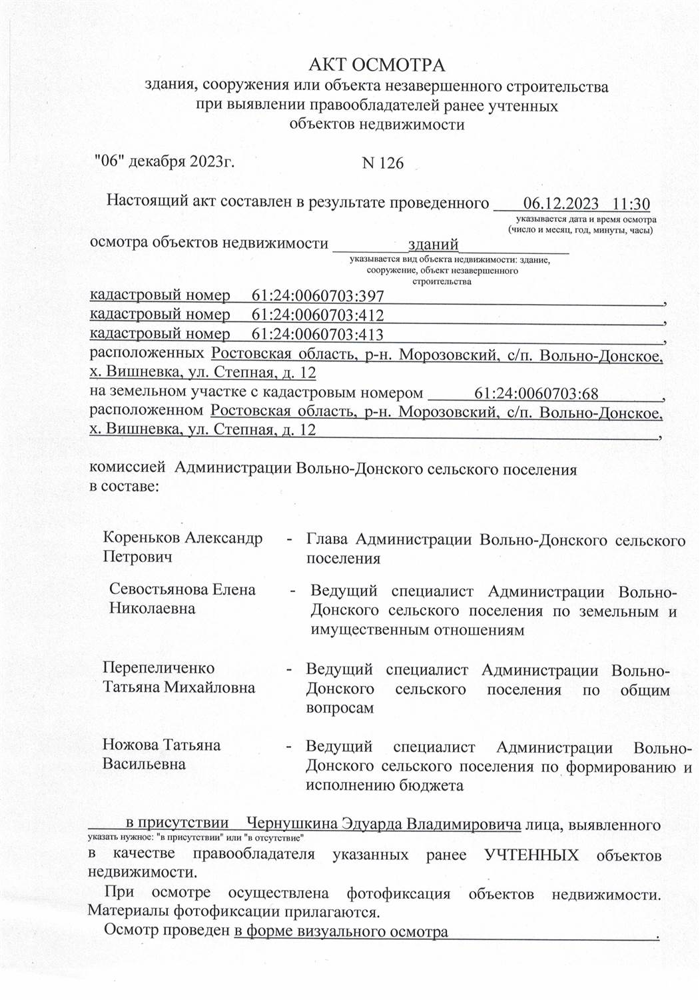 АКТ ОСМОТРА
здания, сооружения или объекта незавершенного строительства
при выявлении правообладателей ранее учтенных
объектов недвижимости
"06" декабря 2023г. N 126
Настоящий акт составлен в результате проведенного 06.12.2023 11:30
указывается дата и время осмотра
(число и месяц, год, минуты, часы)
осмотра объектов недвижимости зданий
указывается вид объекта недвижимости: здание,
сооружение, объект незавершенного
строительства
кадастровый номер 61:24:0060703:397,
кадастровый номер 61:24:0060703:412,
кадастровый номер 61:24:0060703:413,
расположенных Ростовская область, р-н. Морозовский, с/п. Вольно-Донское,
х. Вишневка, ул. Степная, д. 12
на земельном участке с кадастровым номером 61:24:0060703:68,
расположенном Ростовская область, р-н. Морозовский, с/п. Вольно-Донское,
х. Вишневка, ул. Степная, д. 12,
комиссией Администрации Вольно-Донского сельского поселения
в составе:
Кореньков Александр - Глава Администрации Вольно-Донского сельского
Петрович поселения
Севостьянова Елена - Ведущий специалист Администрации Вольно-
Николаевна Донского сельского поселения по земельным и
имущественным отношениям
Перепеличенко - Ведущий специалист Администрации Вольно-
Татьяна Михайловна Донского сельского поселения по общим
вопросам
Ножова Татьяна - Ведущий специалист Администрации Вольно-
Васильевна Донского сельского поселения по формированию и
исполнению бюджета
в присутствии Чернушкина Эдуарда Владимировича лица, выявленного
указать нужное: "в присутствии" или "в отсутствие"
в качестве правообладателя указанных ранее УЧТЕННЫХ объектов
недвижимости.
При осмотре осуществлена фотофиксация объектов недвижимости.
Материалы фотофиксации прилагаются.
Осмотр проведен в форме визуального осмотра.